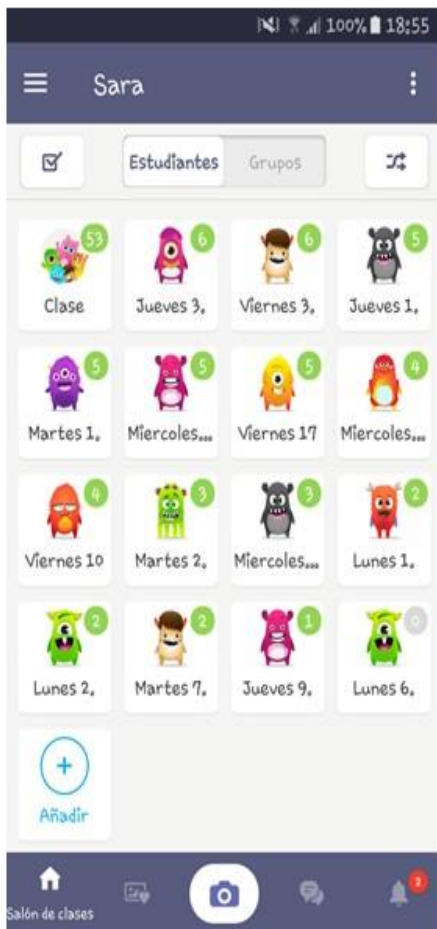 100% 18:55
Sara
Estudiantes Grupos
53 6 6 5
Clase Jueves 3, Viernes 3, Jueves 1,
5 5 5 4
Martes 1, Miercoles... Viernes 17 Miercoles...
4 3 3 2
Viernes 10 Martes 2, Miercoles... Lunes 1,
2 2 1 0
Lunes 2, Martes 7, Jueves 9, Lunes 6,
+
Añadir
2
Salón de clases